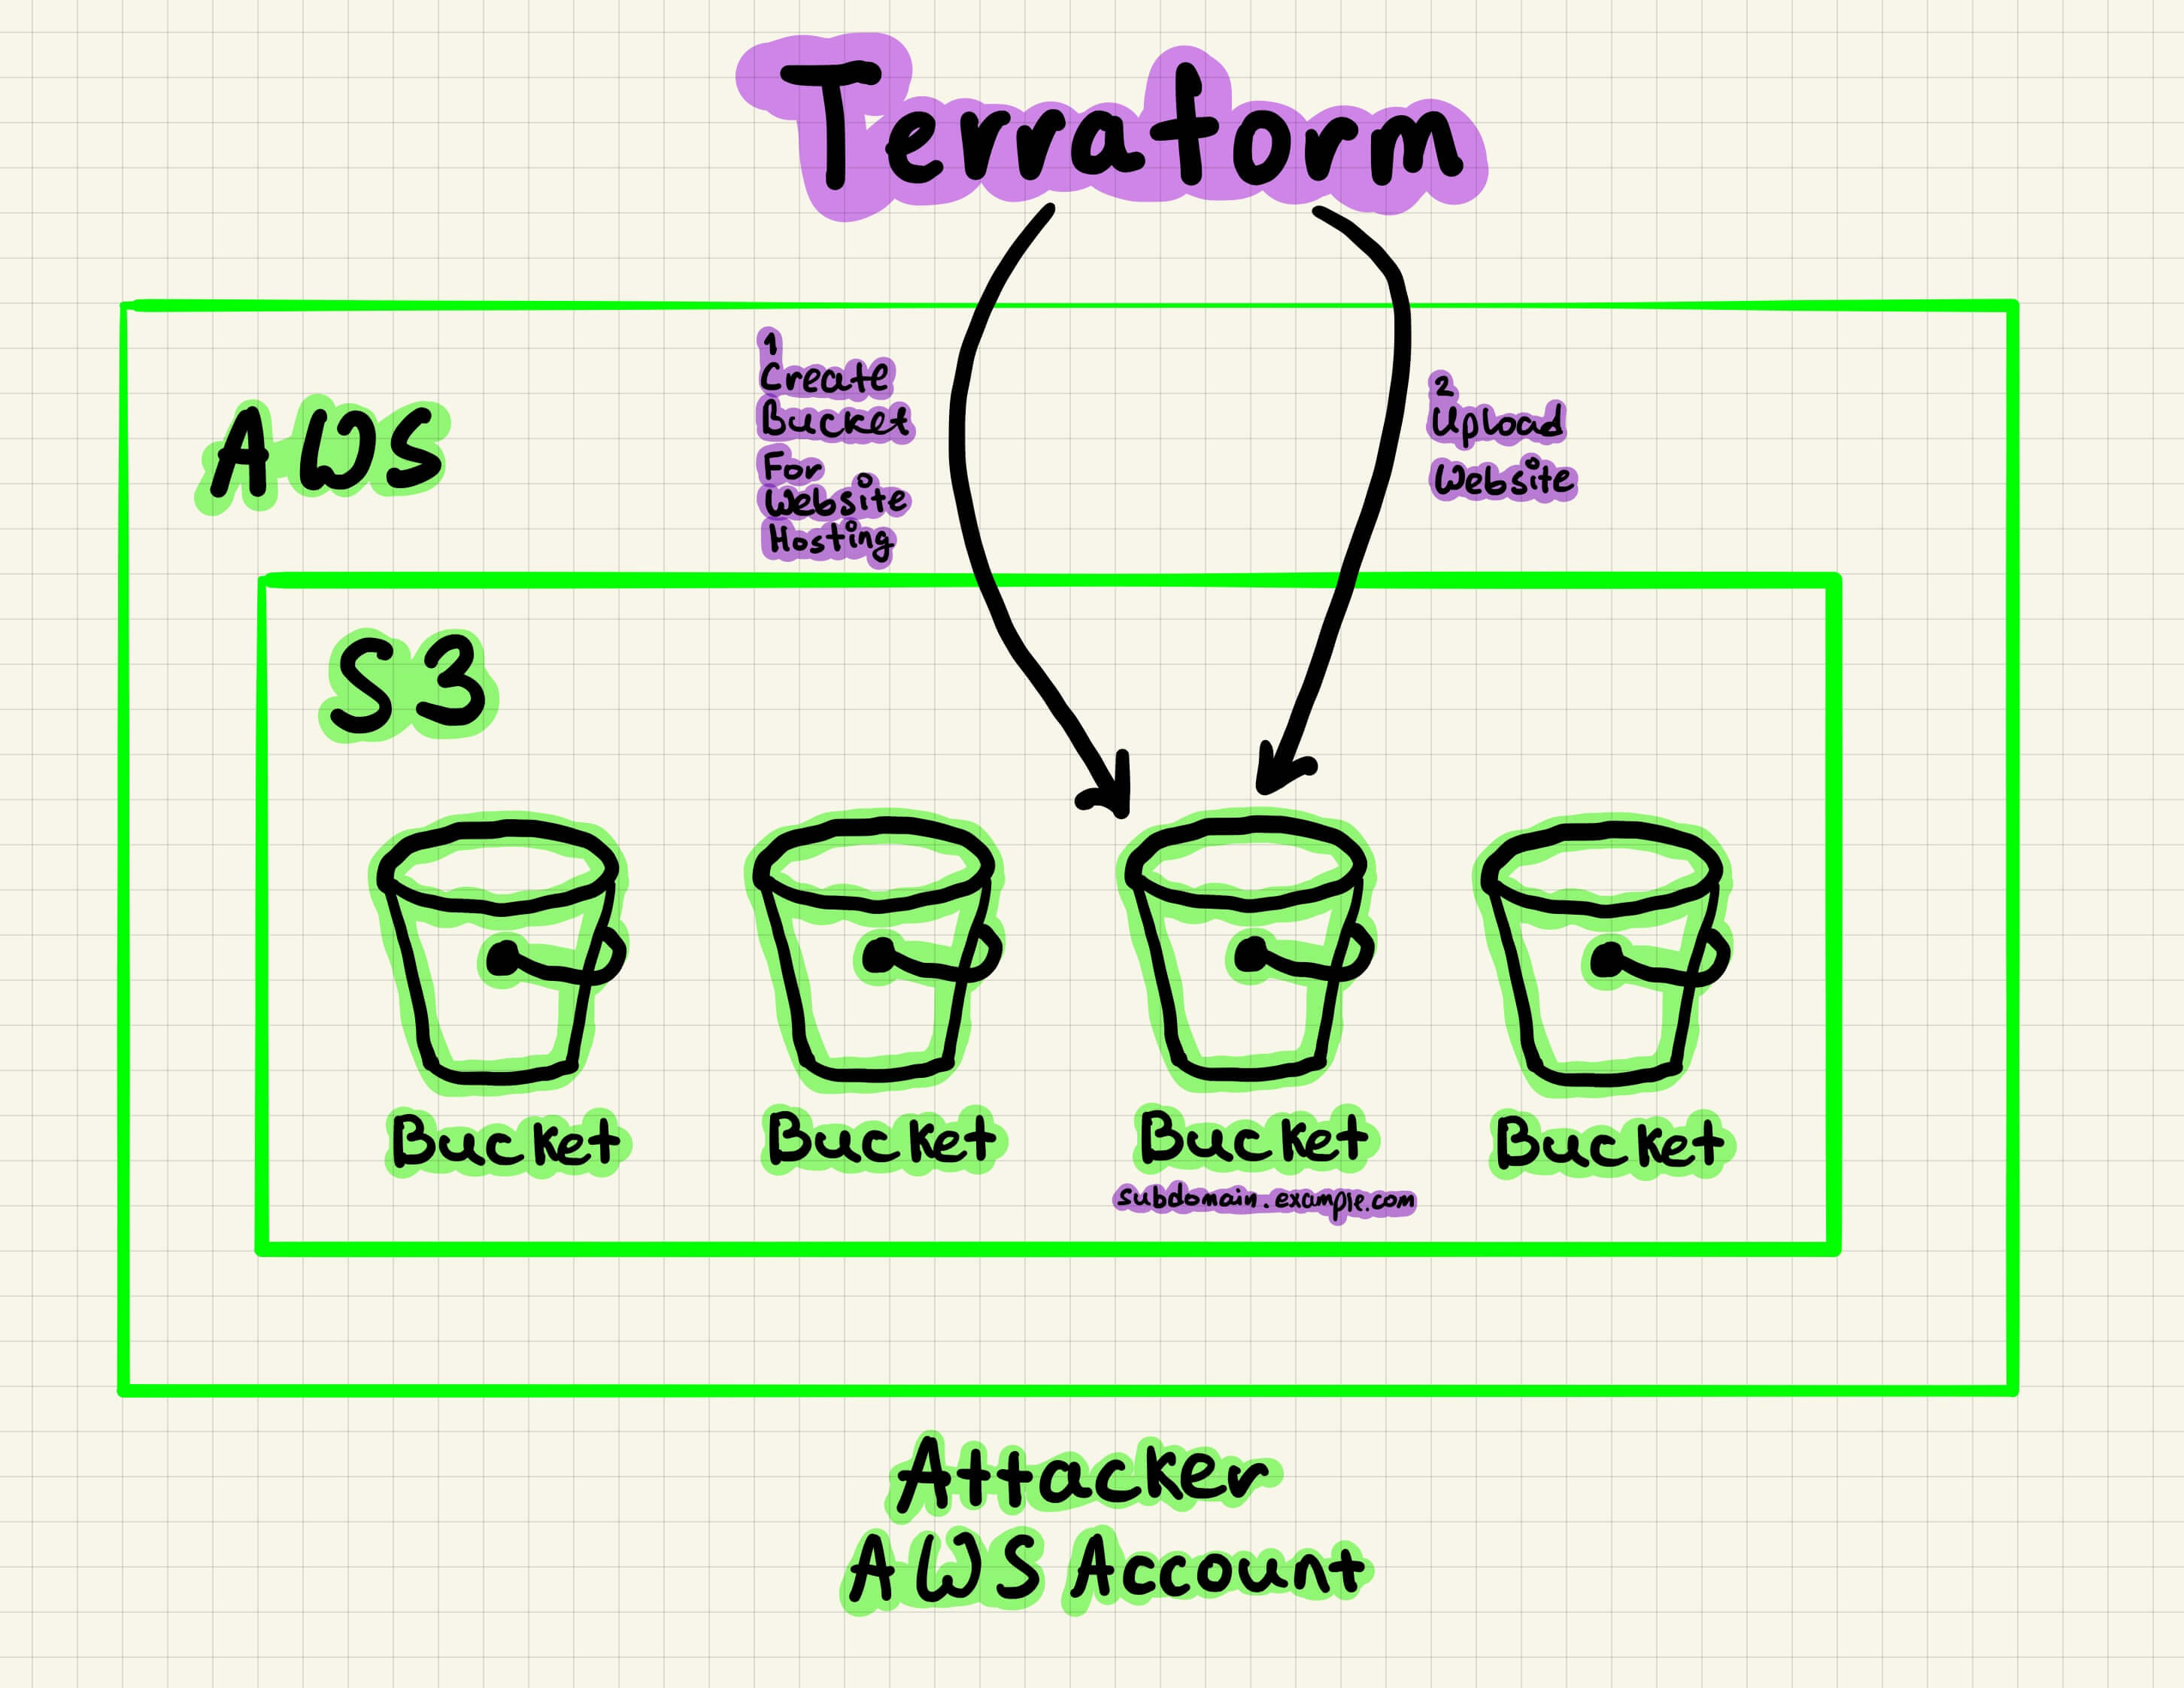 Terraform
1
Create
Bucket
For
Website
Hosting
2
Upload
Website
AWS
S3
Bucket
Bucket
Bucket
Bucket
subdomain.example.com
Attacker
AWS Account